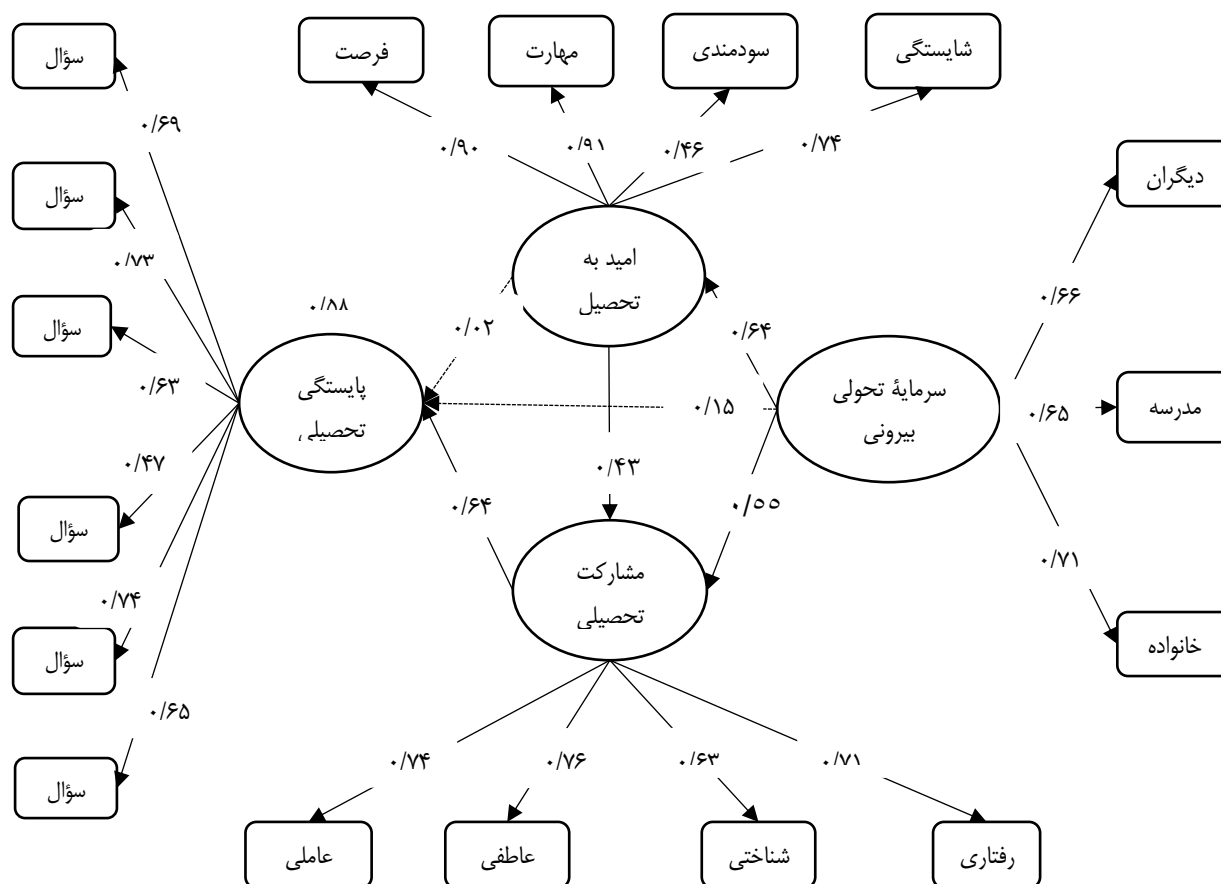 شایستگی
سودمندی
مهارت
فرصت
سؤال
۰/۷۴
۰/۴۶
۰/۹۱
۰/۹۰
۰/۶۹
دیگران
سؤال
امید به
تحصیل
۰/۷۳
۰/۶۶
۰/۶۴
۰/۰۲
۰/۵۸
سؤال
۰/۶۳
سرمایۀ تحولی
بیرونی
پایستگی
تحصیلی
۰/۱۵
۰/۶۵
مدرسه
۰/۴۳
۰/۴۷
۰/۵۵
۰/۶۴
سؤال
۰/۷۱
مشارکت
تحصیلی
۰/۷۴
خانواده
سؤال
۰/۶۵
۰/۷۱
۰/۶۳
۰/۷۶
۰/۷۴
سؤال
رفتاری
شناختی
عاطفی
عاملی